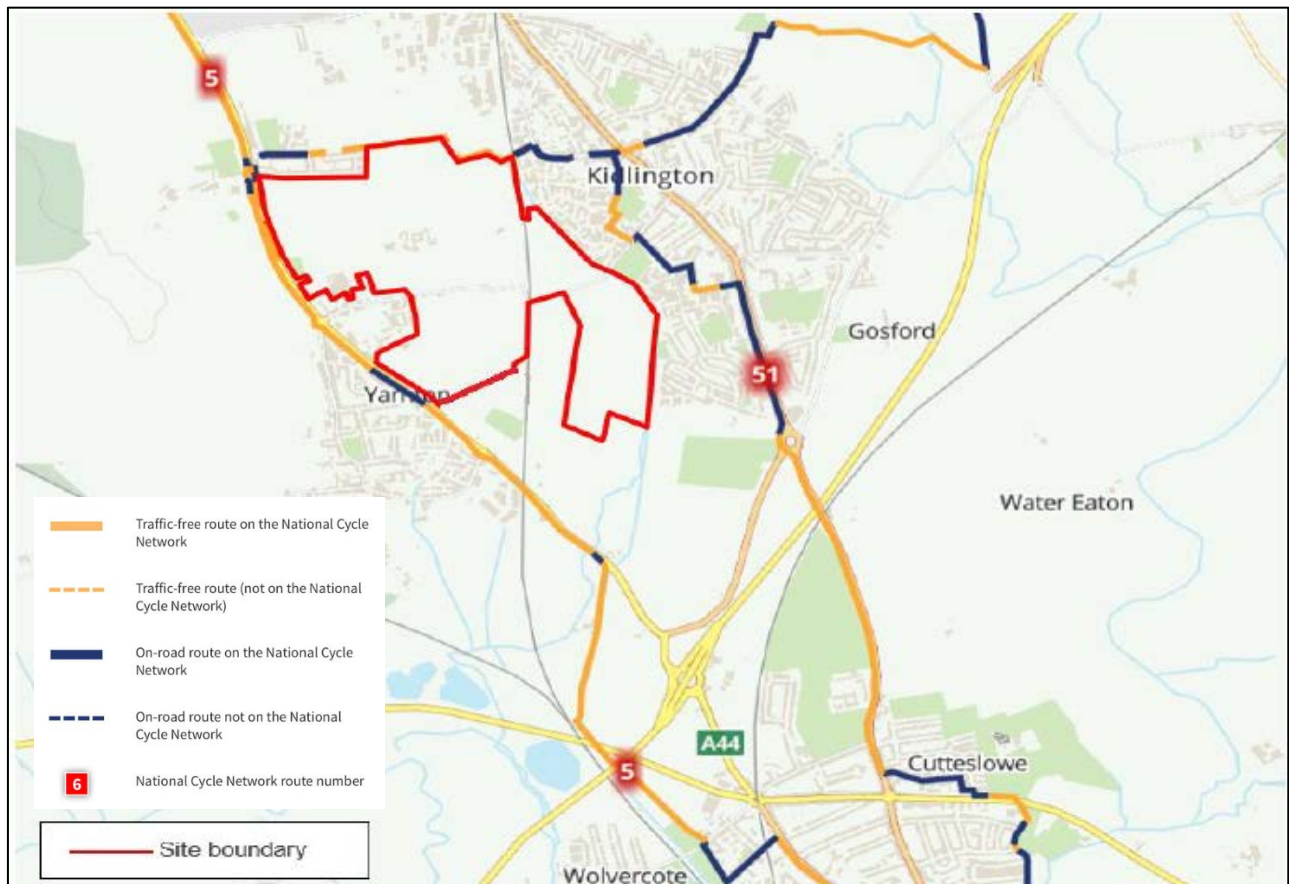 5
Kidlington
Gosford
51
Yarnton
Water Eaton
Traffic-free route on the National Cycle
Network
Traffic-free route (not on the National
Cycle Network)
On-road route on the National Cycle
Network
On-road route not on the National
Cycle Network
6 National Cycle Network route number
Site boundary
A44
5
Cutteslowe
Wolvercote